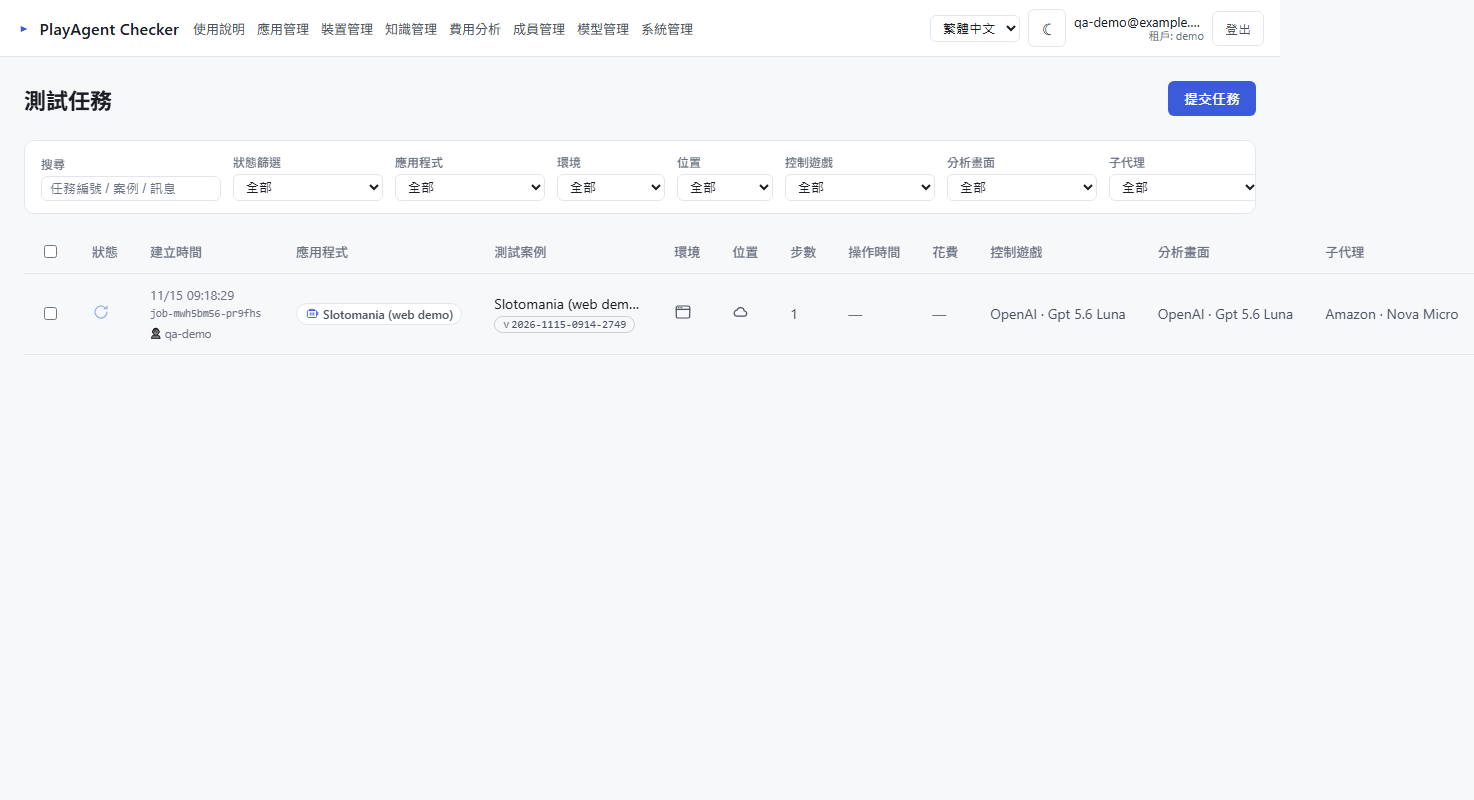 PlayAgent Checker 使用說明 應用管理 裝置管理 知識管理 費用分析 成員管理 模型管理 系統管理 繁體中文 qa-demo@example.... 登出
租戶: demo
測試任務 提交任務
搜尋 狀態篩選 應用程式 環境 位置 控制遊戲 分析畫面 子代理
任務編號 / 案例 / 訊息 全部 全部 全部 全部 全部 全部 全部
狀態 建立時間 應用程式 測試案例 環境 位置 步數 操作時間 花費 控制遊戲 分析畫面 子代理
11/15 09:18:29
job-mwh5bm56-pr9fhs
qa-demo
Slotomania (web demo)
Slotomania (web dem...
v 2026-1115-0914-2749
1 — — OpenAI · Gpt 5.6 Luna OpenAI · Gpt 5.6 Luna Amazon · Nova Micro